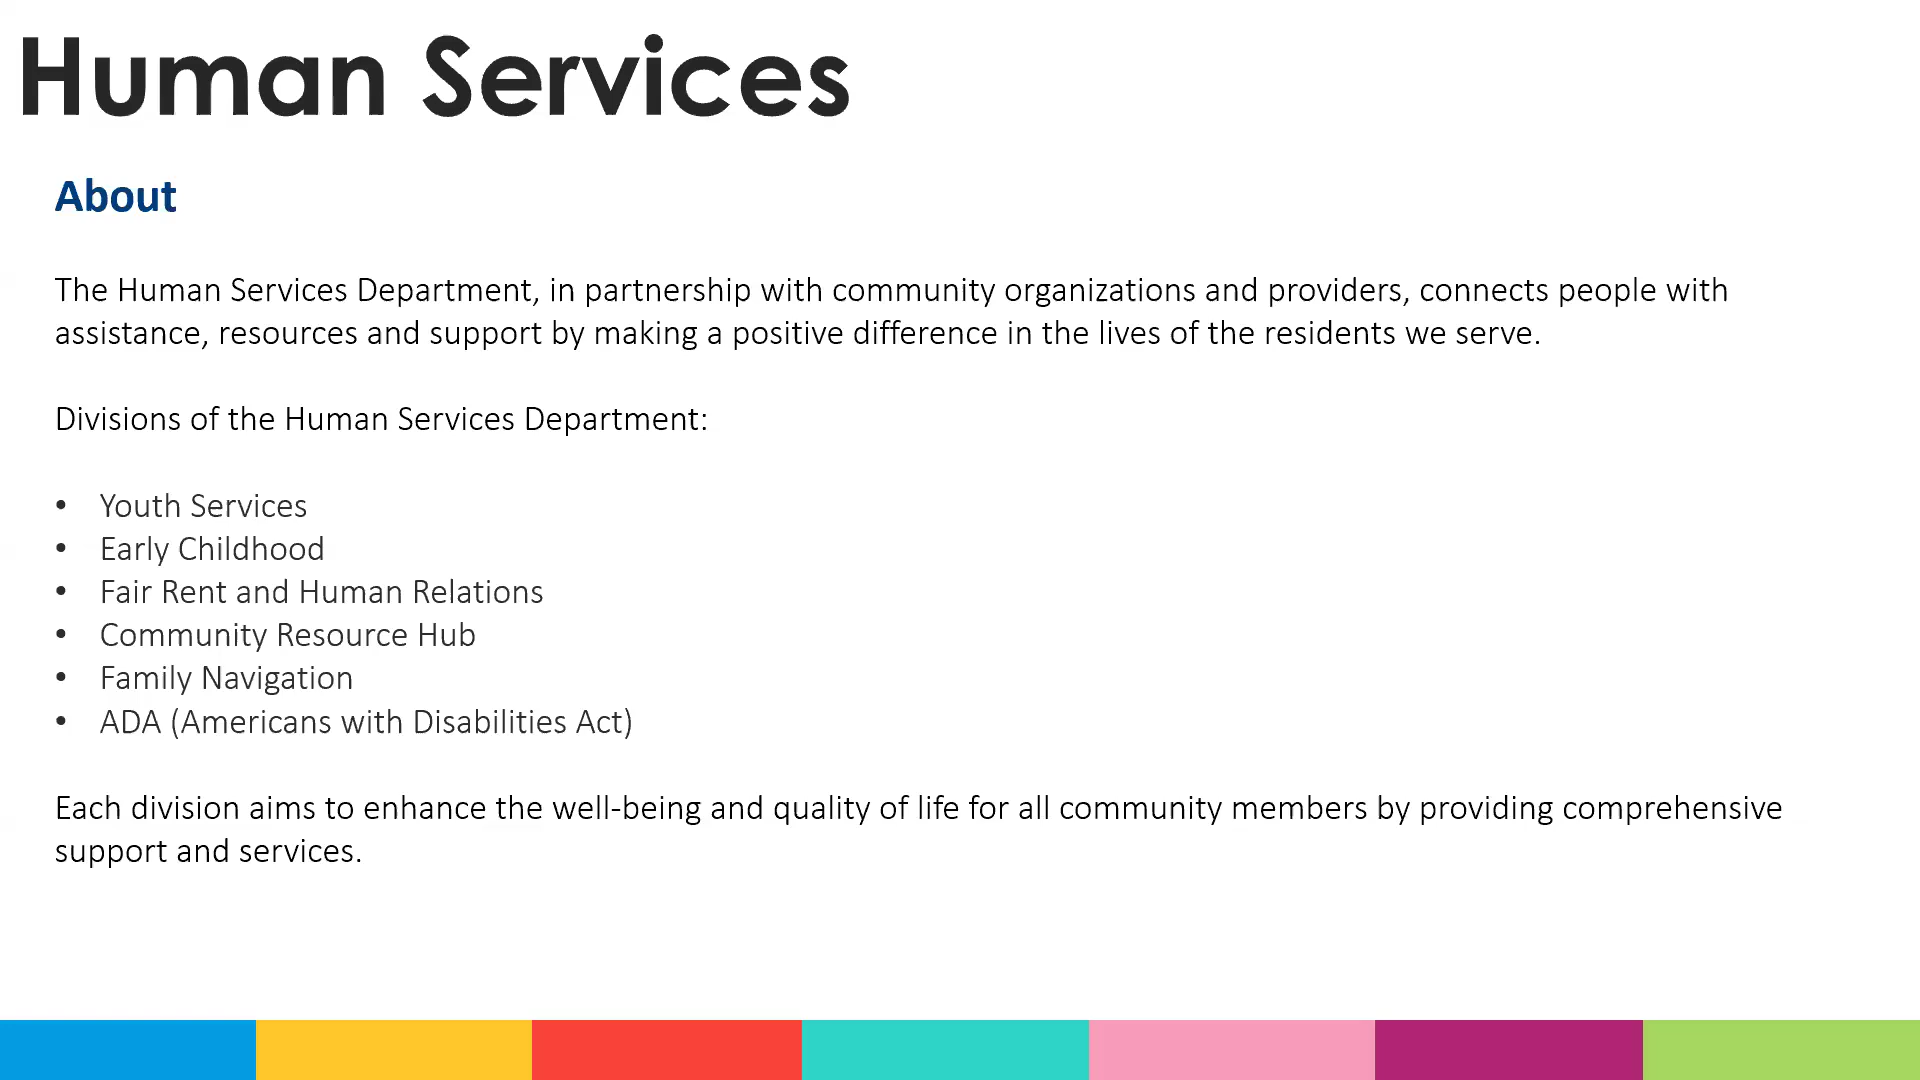 Human Services
About
The Human Services Department, in partnership with community organizations and providers, connects people with
assistance, resources and support by making a positive difference in the lives of the residents we serve.
Divisions of the Human Services Department:
• Youth Services
• Early Childhood
• Fair Rent and Human Relations
• Community Resource Hub
• Family Navigation
• ADA (Americans with Disabilities Act)
Each division aims to enhance the well-being and quality of life for all community members by providing comprehensive
support and services.